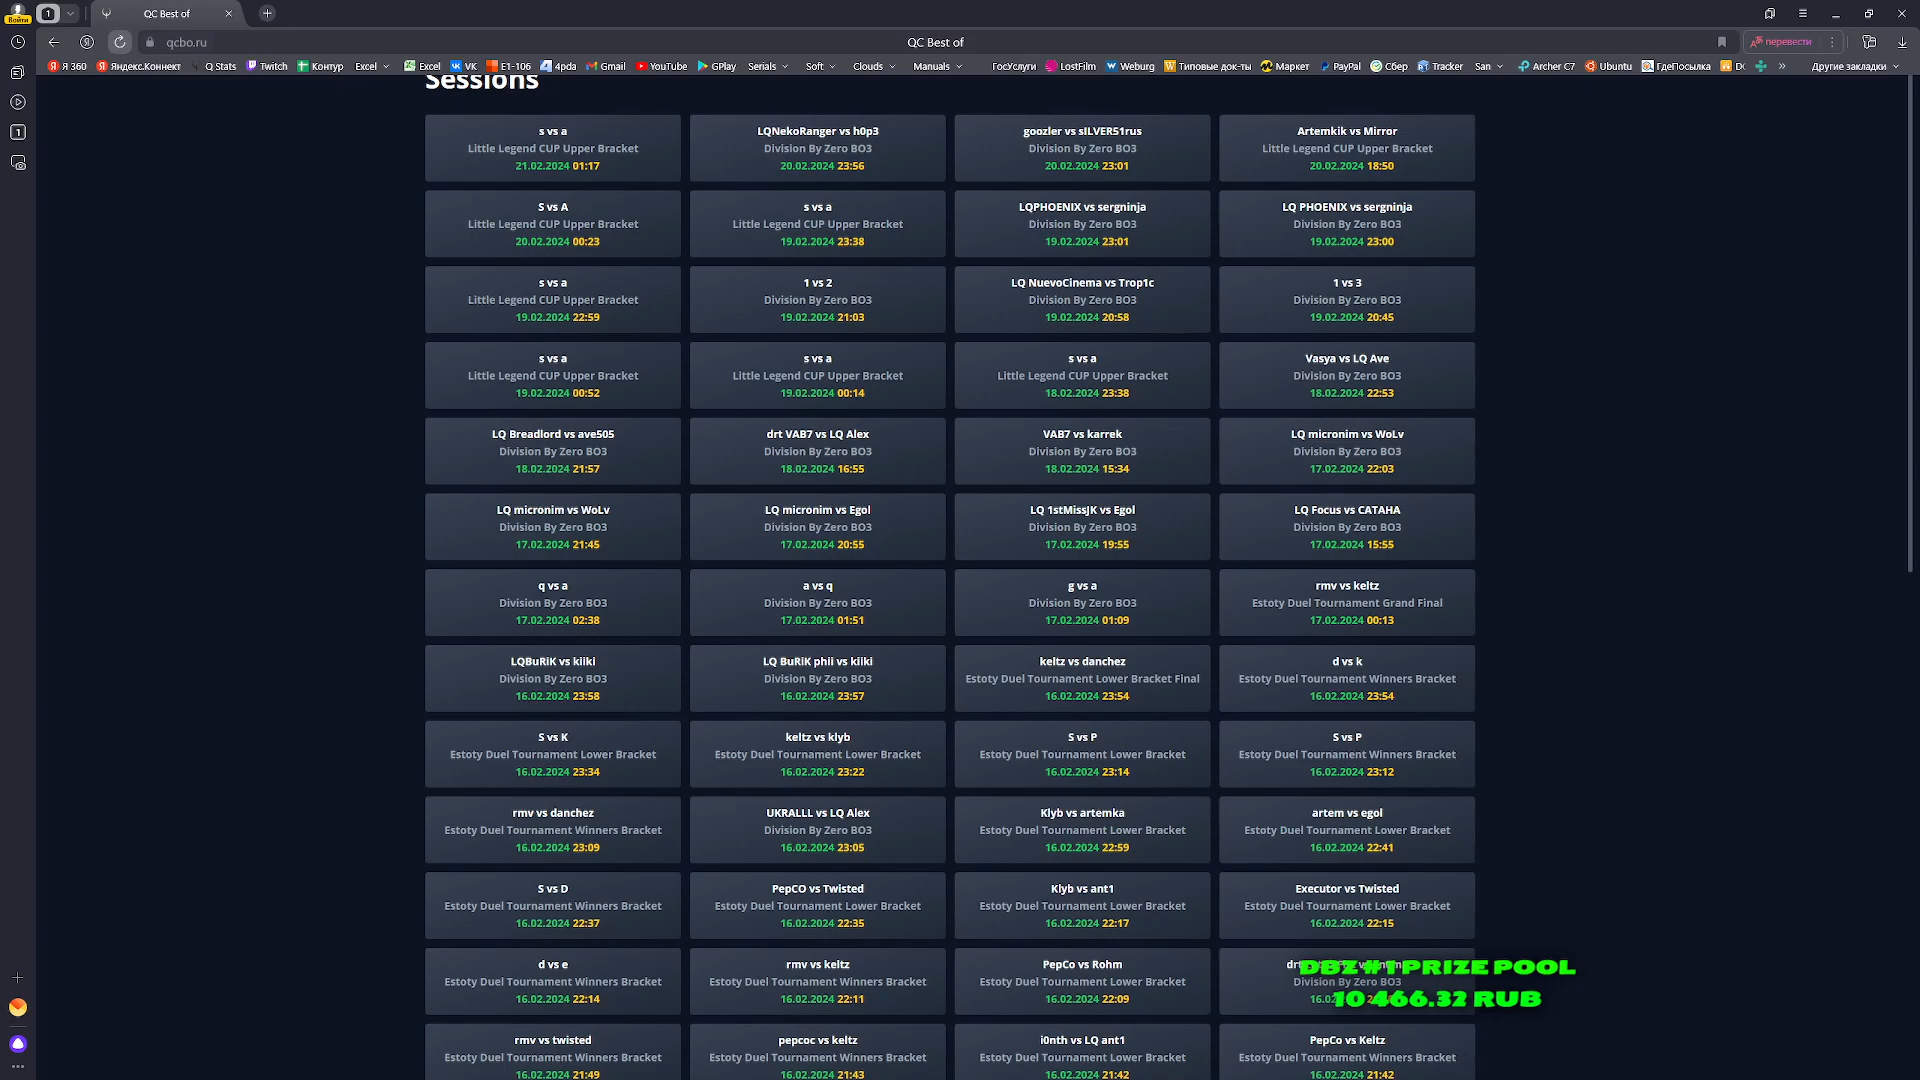 Войти
1
QC Best of
qcbo.ru
QC Best of
перевести
Я 360
Яндекс.Коннект
Q Stats
Twitch
Контур
Excel
Excel
VK
E1-106
4pda
Gmail
YouTube
GPlay
Serials
Soft
Clouds
Manuals
ГосУслуги
LostFilm
Weburg
Типовые док-ты
Маркет
PayPal
Сбер
Tracker
San
Archer C7
Ubuntu
ГдеПосылка
Другие закладки
1
Sessions
s vs a
Little Legend CUP Upper Bracket
21.02.2024 01:17
LQNekoRanger vs h0p3
Division By Zero BO3
20.02.2024 23:56
goozler vs sILVER51rus
Division By Zero BO3
20.02.2024 23:01
Artemkik vs Mirror
Little Legend CUP Upper Bracket
20.02.2024 18:50
S vs A
Little Legend CUP Upper Bracket
20.02.2024 00:23
s vs a
Little Legend CUP Upper Bracket
19.02.2024 23:38
LQPHOENIX vs sergninja
Division By Zero BO3
19.02.2024 23:01
LQ PHOENIX vs sergninja
Division By Zero BO3
19.02.2024 23:00
s vs a
Little Legend CUP Upper Bracket
19.02.2024 22:59
1 vs 2
Division By Zero BO3
19.02.2024 21:03
LQ NuevoCinema vs Trop1c
Division By Zero BO3
19.02.2024 20:58
1 vs 3
Division By Zero BO3
19.02.2024 20:45
s vs a
Little Legend CUP Upper Bracket
19.02.2024 00:52
s vs a
Little Legend CUP Upper Bracket
19.02.2024 00:14
s vs a
Little Legend CUP Upper Bracket
18.02.2024 23:38
Vasya vs LQ Ave
Division By Zero BO3
18.02.2024 22:53
LQ Breadlord vs ave505
Division By Zero BO3
18.02.2024 21:57
drt VAB7 vs LQ Alex
Division By Zero BO3
18.02.2024 16:55
VAB7 vs karrek
Division By Zero BO3
18.02.2024 15:34
LQ micronim vs WoLv
Division By Zero BO3
17.02.2024 22:03
LQ micronim vs WoLv
Division By Zero BO3
17.02.2024 21:45
LQ micronim vs Egol
Division By Zero BO3
17.02.2024 20:55
LQ 1stMissJK vs Egol
Division By Zero BO3
17.02.2024 19:55
LQ Focus vs CATAHA
Division By Zero BO3
17.02.2024 15:55
q vs a
Division By Zero BO3
17.02.2024 02:38
a vs q
Division By Zero BO3
17.02.2024 01:51
g vs a
Division By Zero BO3
17.02.2024 01:09
rmv vs keltz
Estoty Duel Tournament Grand Final
17.02.2024 00:13
LQBuRiK vs kiiki
Division By Zero BO3
16.02.2024 23:58
LQ BuRiK phil vs kiiki
Division By Zero BO3
16.02.2024 23:57
keltz vs danchez
Estoty Duel Tournament Lower Bracket Final
16.02.2024 23:54
d vs k
Estoty Duel Tournament Winners Bracket
16.02.2024 23:54
S vs K
Estoty Duel Tournament Lower Bracket
16.02.2024 23:34
keltz vs klyb
Estoty Duel Tournament Lower Bracket
16.02.2024 23:22
S vs P
Estoty Duel Tournament Lower Bracket
16.02.2024 23:14
S vs P
Estoty Duel Tournament Winners Bracket
16.02.2024 23:12
rmv vs danchez
Estoty Duel Tournament Winners Bracket
16.02.2024 23:09
UKRALLL vs LQ Alex
Division By Zero BO3
16.02.2024 23:05
Klyb vs artemka
Estoty Duel Tournament Lower Bracket
16.02.2024 22:59
artem vs egol
Estoty Duel Tournament Lower Bracket
16.02.2024 22:41
S vs D
Estoty Duel Tournament Winners Bracket
16.02.2024 22:37
PepCO vs Twisted
Estoty Duel Tournament Lower Bracket
16.02.2024 22:35
Klyb vs ant1
Estoty Duel Tournament Lower Bracket
16.02.2024 22:17
Executor vs Twisted
Estoty Duel Tournament Lower Bracket
16.02.2024 22:15
d vs e
Estoty Duel Tournament Winners Bracket
16.02.2024 22:14
rmv vs keltz
Estoty Duel Tournament Winners Bracket
16.02.2024 22:11
PepCo vs Rohm
Estoty Duel Tournament Lower Bracket
16.02.2024 22:09
DBZ #1 PRIZE POOL
Division By Zero BO3
10 466.32 RUB
rmv vs twisted
Estoty Duel Tournament Winners Bracket
16.02.2024 21:49
pepcoc vs keltz
Estoty Duel Tournament Winners Bracket
16.02.2024 21:43
i0nth vs LQ ant1
Estoty Duel Tournament Lower Bracket
16.02.2024 21:42
PepCo vs Keltz
Estoty Duel Tournament Winners Bracket
16.02.2024 21:42